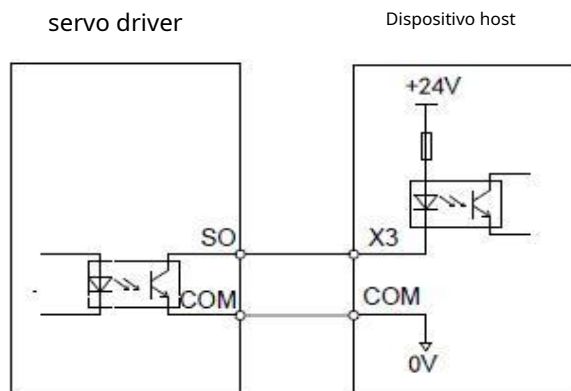 servo driver
Dispositivo host
+24V
SO
X3
COM
COM
0V